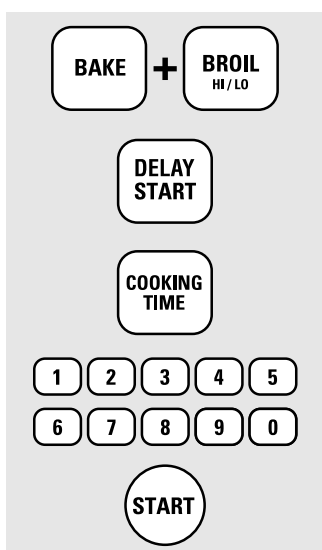 BAKE + BROIL
HI / LO
DELAY
START
COOKING
TIME
1 2 3 4 5
6 7 8 9 0
START